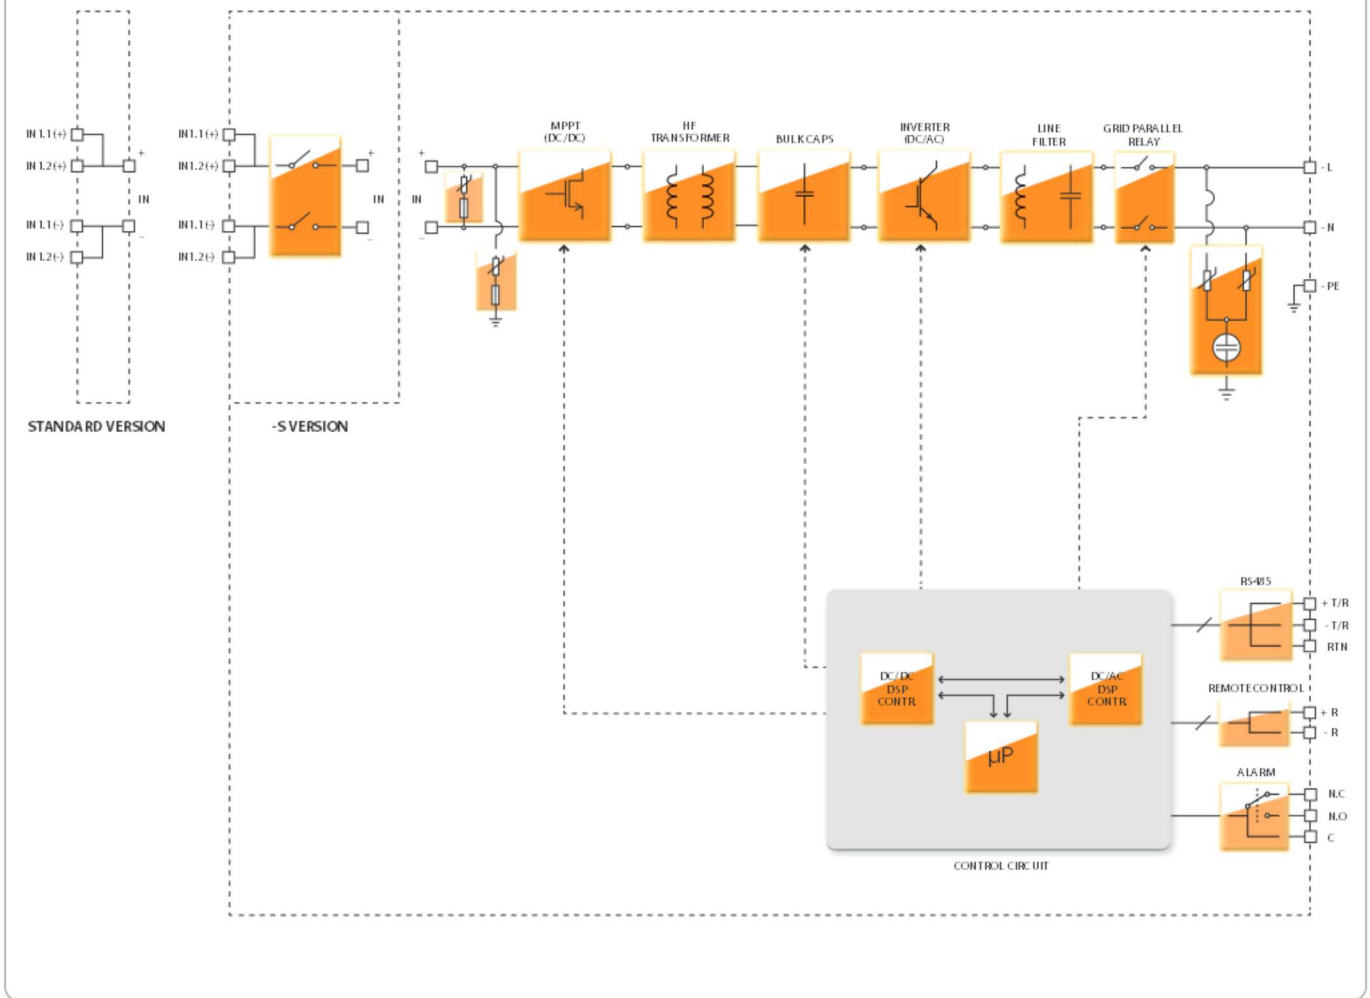 MPPT
(DC/DC)
HF
TRANSFORMER
BULK CAPS
INVERTER
(DC/AC)
LINE
FILTER
GRID PARALLEL
RELAY
IN1.1(+)
IN1.2(+)
+
IN
IN1.1(-)
IN1.2(-)
_
IN1.1(+)
IN1.2(+)
+
IN
IN1.1(-)
IN1.2(-)
_
+
IN
_
- L
- N
- PE
STANDARD VERSION
-S VERSION
RS485
+ T/R
- T/R
RTN
DC/DC
DSP
CONTR.
DC/AC
DSP
CONTR.
μP
REMOTE CONTROL
+ R
- R
ALARM
N.C
N.O
C
CONTROL CIRCUIT